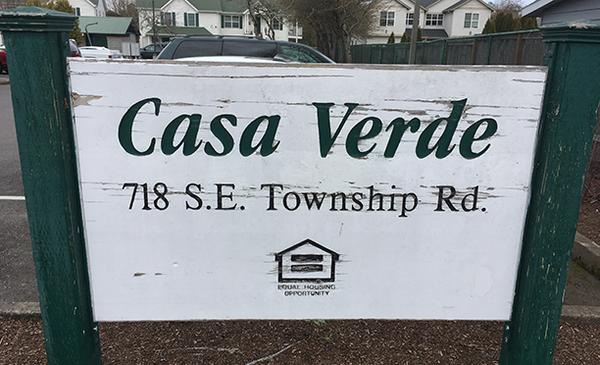 Casa Verde
718 S.E. Township Rd.
EQUAL HOUSING
OPPORTUNITY